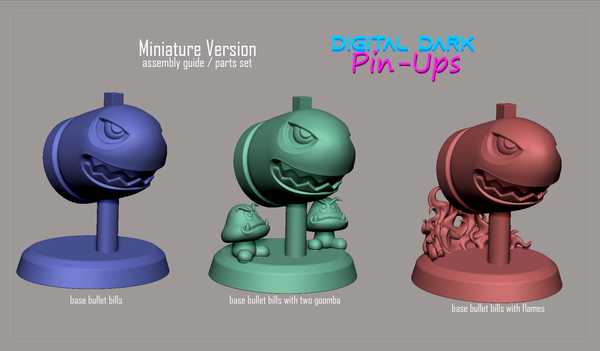 Miniature Version
assembly guide / parts set
DIGITAL DARK
Pin-Ups
base bullet bills
base bullet bills with two goomba
base bullet bills with flames